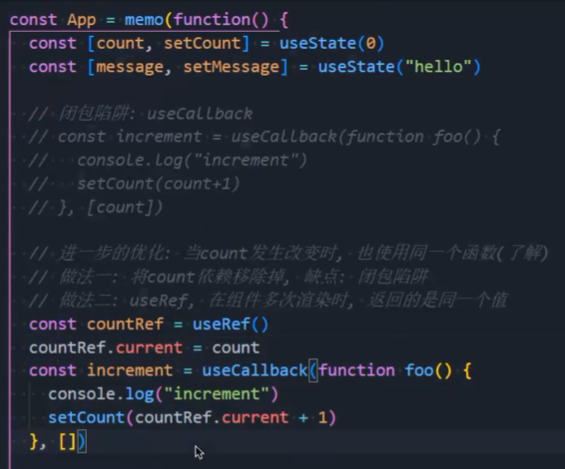 const App = memo(function() {
const [count, setCount] = useState(0)
const [message, setMessage] = useState("hello")
// 闭包陷阱: useCallback
// const increment = useCallback(function foo() {
//   console.log("increment")
//   setCount(count+1)
// }, [count])
// 进一步的优化: 当count发生改变时, 也使用同一个函数(了解)
// 做法一: 将count依赖移除掉, 缺点: 闭包陷阱
// 做法二: useRef, 在组件多次渲染时, 返回的是同一个值
const countRef = useRef()
countRef.current = count
const increment = useCallback(function foo() {
console.log("increment")
setCount(countRef.current + 1)
}, [])